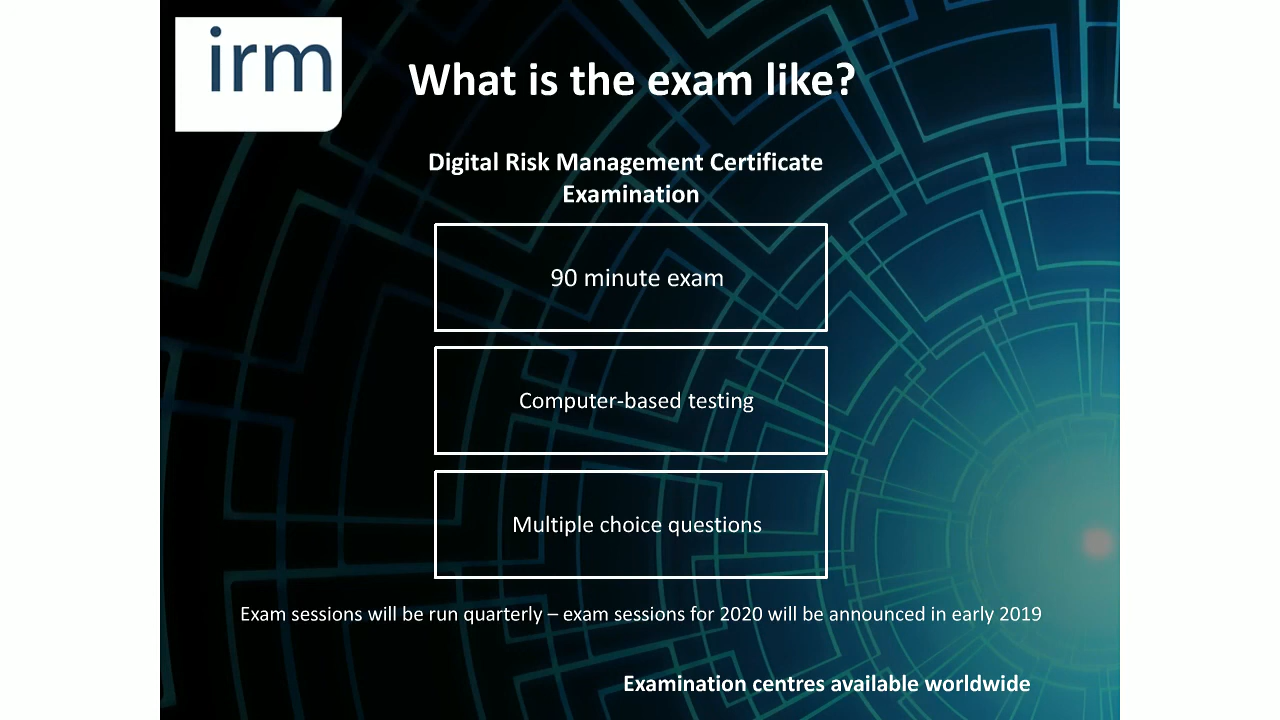 irm
What is the exam like?
Digital Risk Management Certificate
Examination
90 minute exam
Computer-based testing
Multiple choice questions
Exam sessions will be run quarterly – exam sessions for 2020 will be announced in early 2019
Examination centres available worldwide